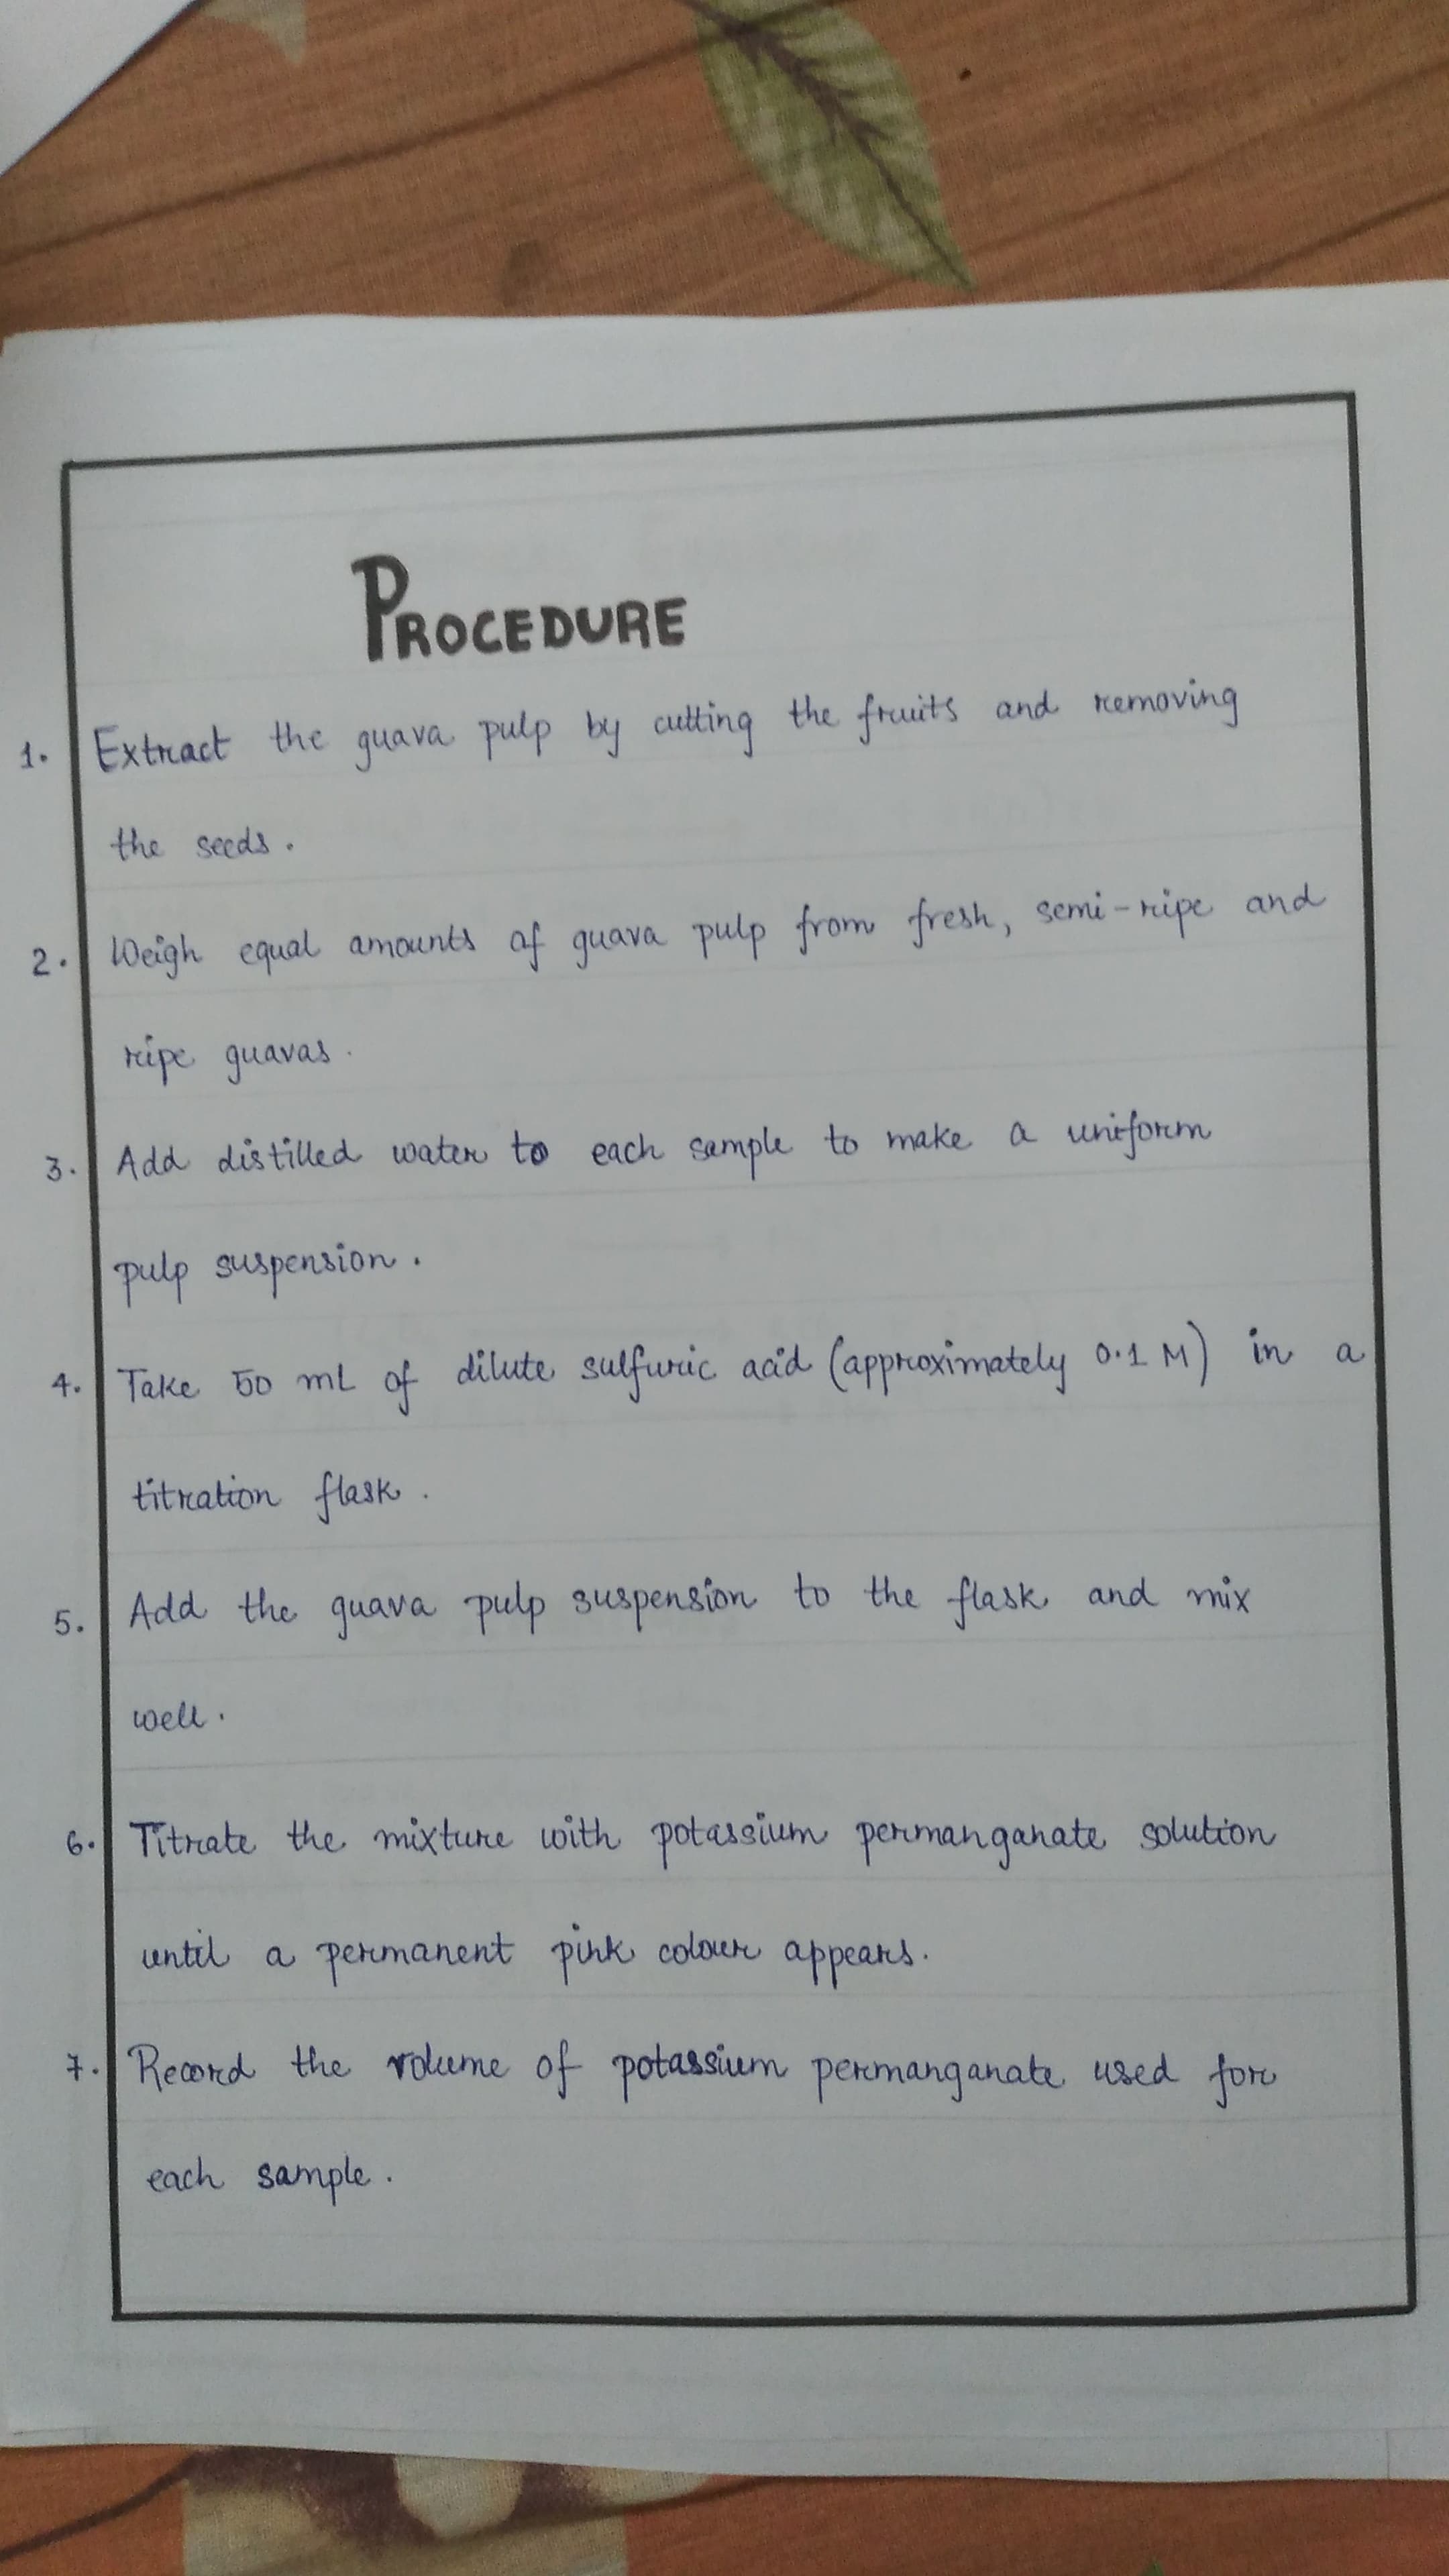 PROCEDURE
1. Extract the guava pulp by cutting the fruits and removing
the seeds.
2. Weigh equal amounts of guava pulp from fresh, semi-ripe and
ripe guavas.
3. Add distilled water to each sample to make a uniform
pulp suspension.
4. Take 50 mL of dilute sulfuric acid (approximately 0.1 M) in a
titration flask.
5. Add the guava pulp suspension to the flask and mix
well.
6. Titrate the mixture with potassium permanganate solution
until a permanent pink colour appears.
7. Record the volume of potassium permanganate used for
each sample.